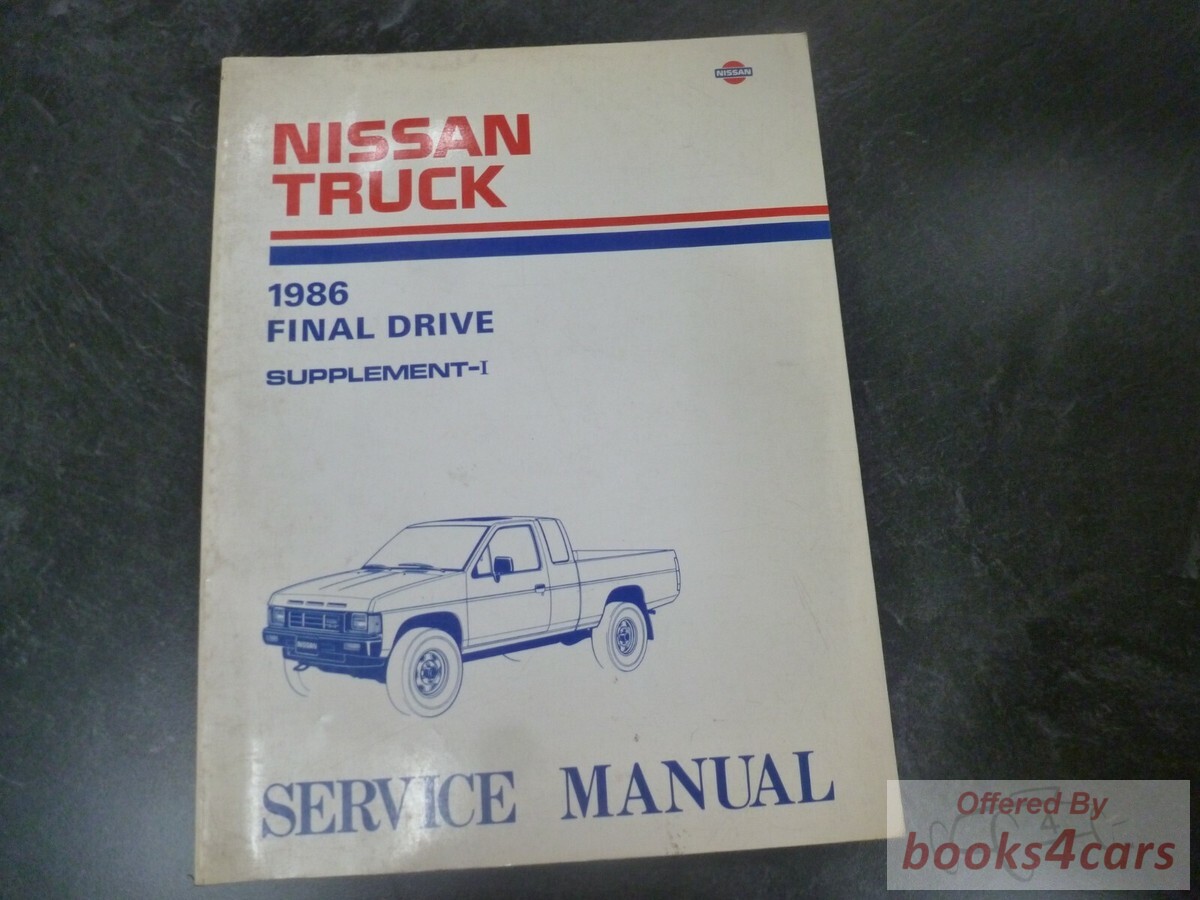 NISSAN
NISSAN
TRUCK
1986
FINAL DRIVE
SUPPLEMENT-I
SERVICE MANUAL
Offered By
books4cars